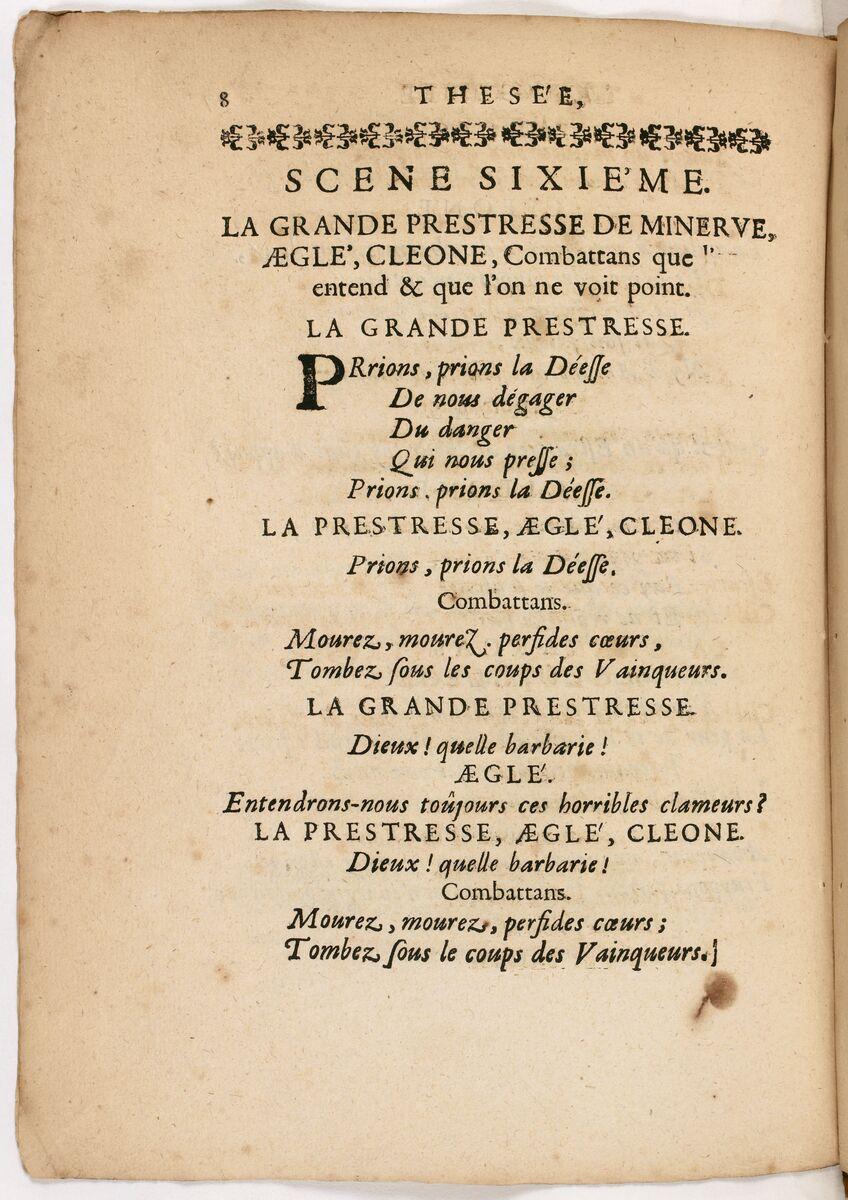 8 THESE'E,
SCENE SIXIE'ME.
LA GRANDE PRESTRESSE DE MINERVE,
ÆGLE', CLEONE, Combattans que
entend & que l'on ne voit point.
LA GRANDE PRESTRESSE.
PRrions, prions la Déesse
De nous dégager
Du danger
Qui nous presse ;
Prions. prions la Déesse.
LA PRESTRESSE, ÆGLE', CLEONE.
Prions, prions la Déesse.
Combattans.
Mourez, mourez. perfides cœurs,
Tombez sous les coups des Vainqueurs.
LA GRANDE PRESTRESSE.
Dieux ! quelle barbarie !
ÆGLE'.
Entendrons-nous toûjours ces horribles clameurs?
LA PRESTRESSE, ÆGLE', CLEONE.
Dieux ! quelle barbarie !
Combattans.
Mourez, mourez, perfides cœurs ;
Tombez sous le coups des Vainqueurs.]